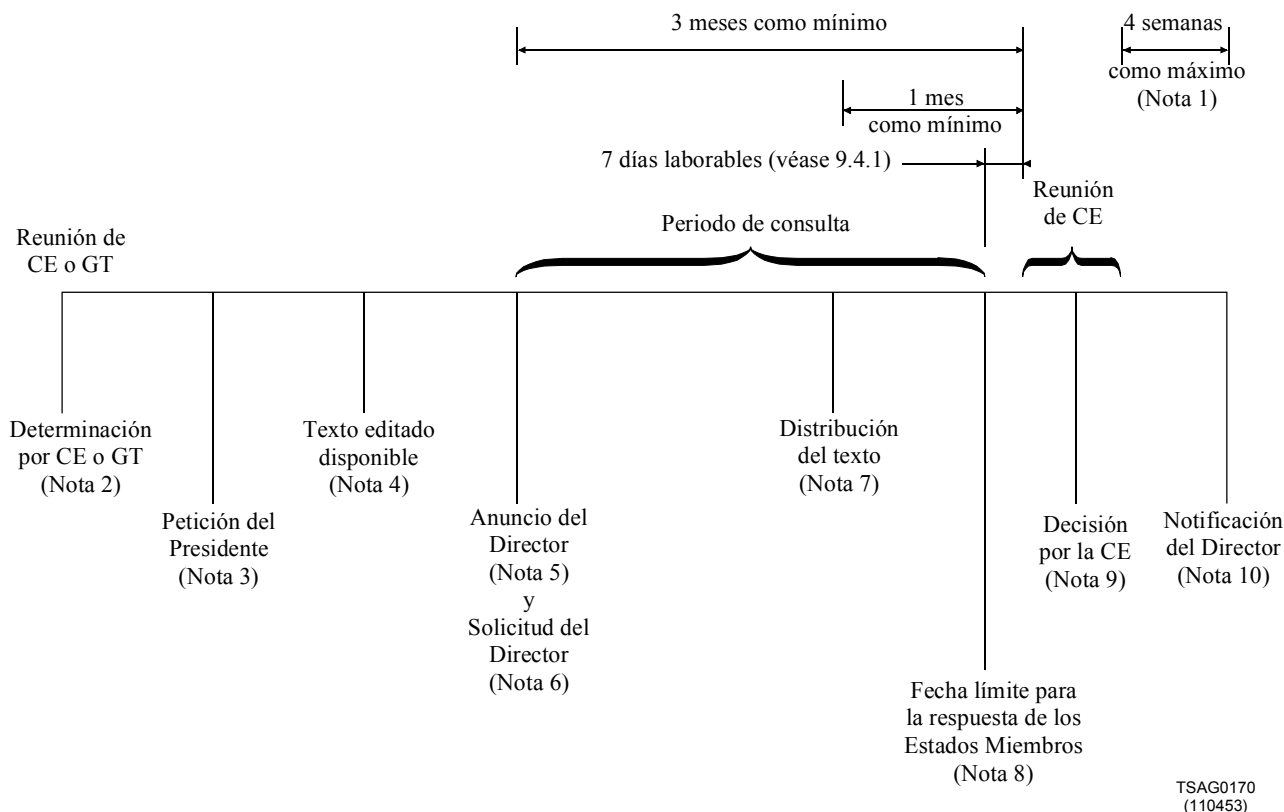 3 meses como mínimo
4 semanas
como máximo
(Nota 1)
1 mes
como mínimo
7 días laborables (véase 9.4.1)
Reunión
de CE
Periodo de consulta
Reunión de
CE o GT
Determinación
por CE o GT
(Nota 2)
Petición del
Presidente
(Nota 3)
Texto editado
disponible
(Nota 4)
Anuncio del
Director
(Nota 5)
y
Solicitud del
Director
(Nota 6)
Distribución
del texto
(Nota 7)
Fecha límite para
la respuesta de los
Estados Miembros
(Nota 8)
Decisión
por la CE
(Nota 9)
Notificación
del Director
(Nota 10)
TSAG0170
(110453)